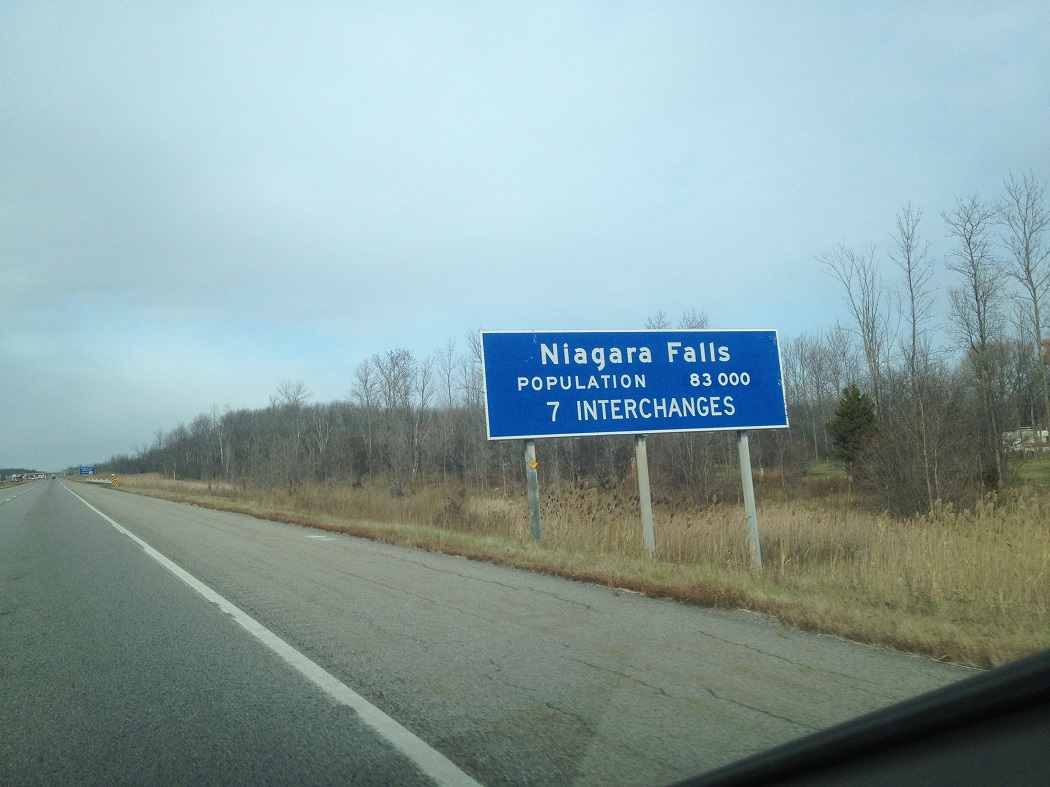 Niagara Falls
POPULATION 83 000
7 INTERCHANGES